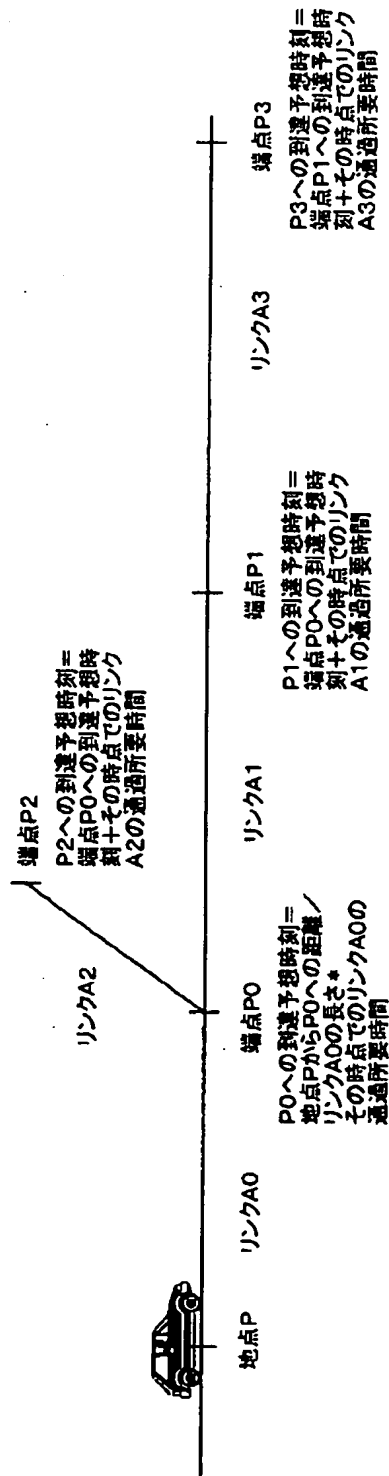 端点P2
P2への到達予想時刻=
端点P0への到達予想時
刻+その時点でのリンク
A2の通過所要時間
リンクA2
地点P
リンクA0
端点P0
P0への到達予想時刻=
地点PからP0への距離/
リンクA0の長さ*
その時点でのリンクA0の
通過所要時間
リンクA1
端点P1
P1への到達予想時刻=
端点P0への到達予想時
刻+その時点でのリンク
A1の通過所要時間
リンクA3
端点P3
P3への到達予想時刻=
端点P1への到達予想時
刻+その時点でのリンク
A3の通過所要時間